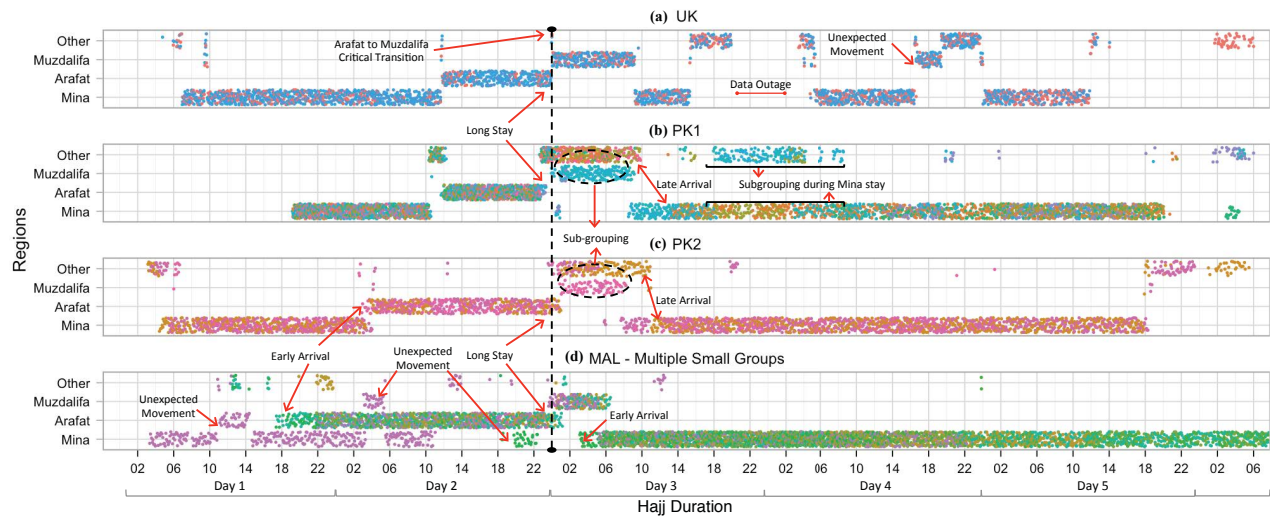 (a) UK
Other
Muzdalifa
Arafat
Mina
Arafat to Muzdalifa
Critical Transition
Unexpected
Movement
Data Outage
Long Stay
(b) PK1
Other
Muzdalifa
Arafat
Mina
Late Arrival
Subgrouping during Mina stay
Sub-grouping
Regions
(c) PK2
Other
Muzdalifa
Arafat
Mina
Late Arrival
Early Arrival
Unexpected
Movement
Long Stay
(d) MAL - Multiple Small Groups
Other
Muzdalifa
Arafat
Mina
Unexpected
Movement
Early Arrival
02 06 10 14 18 22 02 06 10 14 18 22 02 06 10 14 18 22 02 06 10 14 18 22 02 06 10 14 18 22 02 06
Day 1 Day 2 Day 3 Day 4 Day 5
Hajj Duration